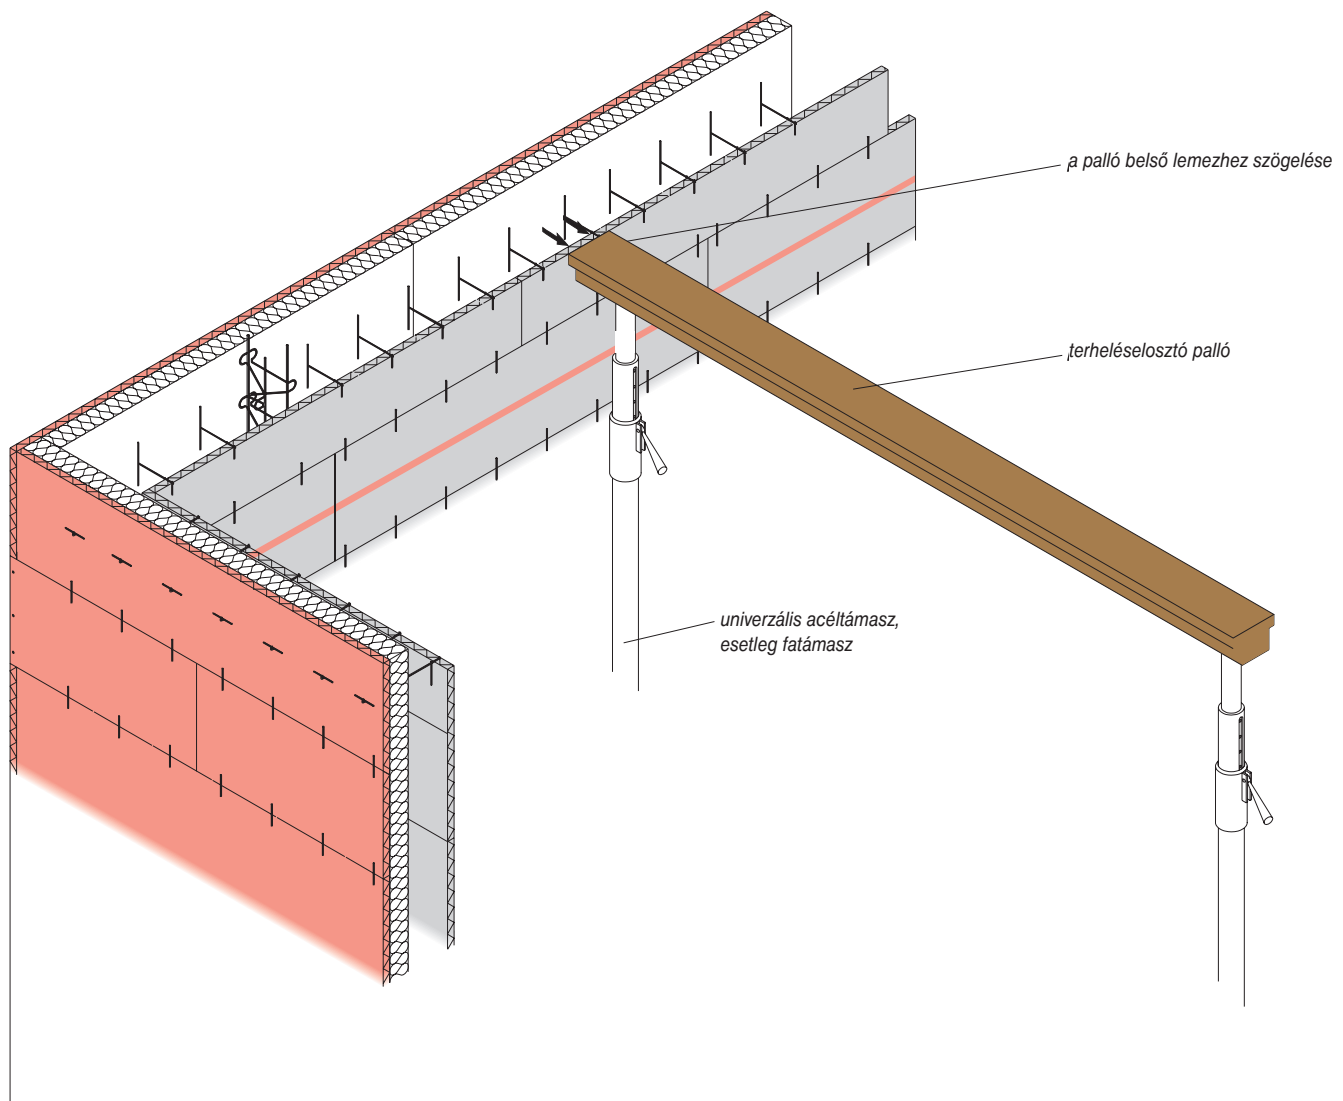 a palló belső lemezhez szögelése
terheléselosztó palló
univerzális acéltámasz,
esetleg fatámasz